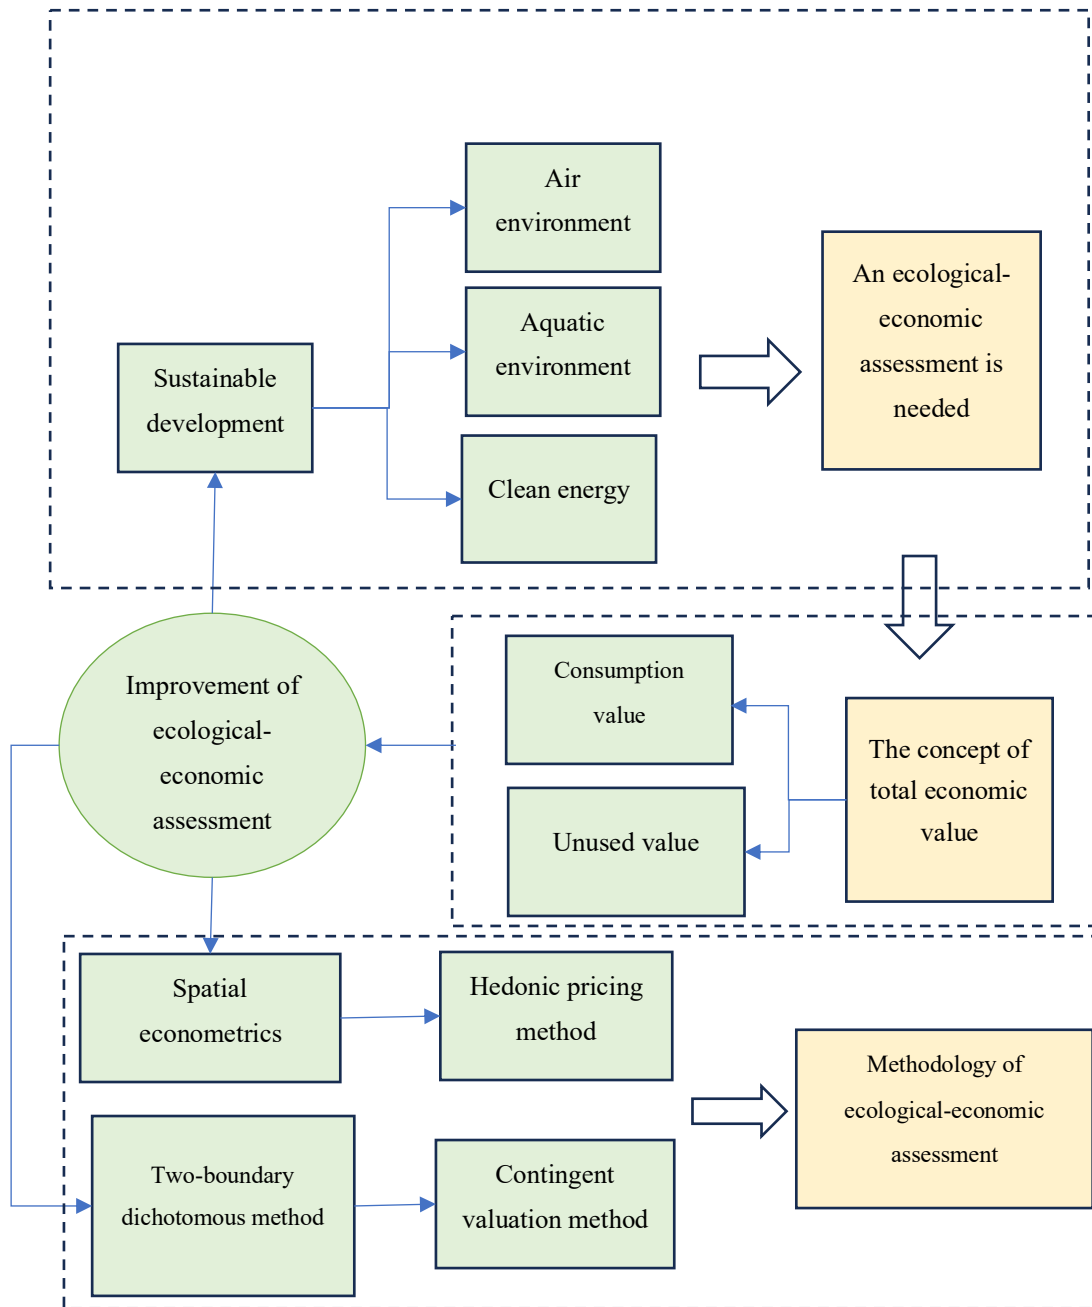 Air
environment
Aquatic
environment
Clean energy
Sustainable
development
An ecological-
economic
assessment is
needed
Improvement of
ecological-
economic
assessment
Consumption
value
Unused value
The concept of
total economic
value
Spatial
econometrics
Hedonic pricing
method
Two-boundary
dichotomous method
Contingent
valuation method
Methodology of
ecological-economic
assessment